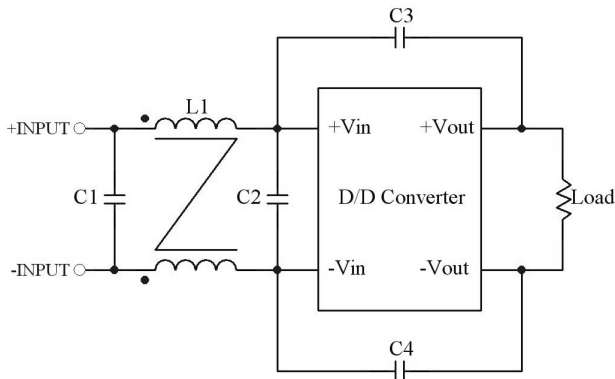 C3
L1
+INPUT
+Vin
+Vout
C1
C2
D/D Converter
Load
-INPUT
-Vin
-Vout
C4